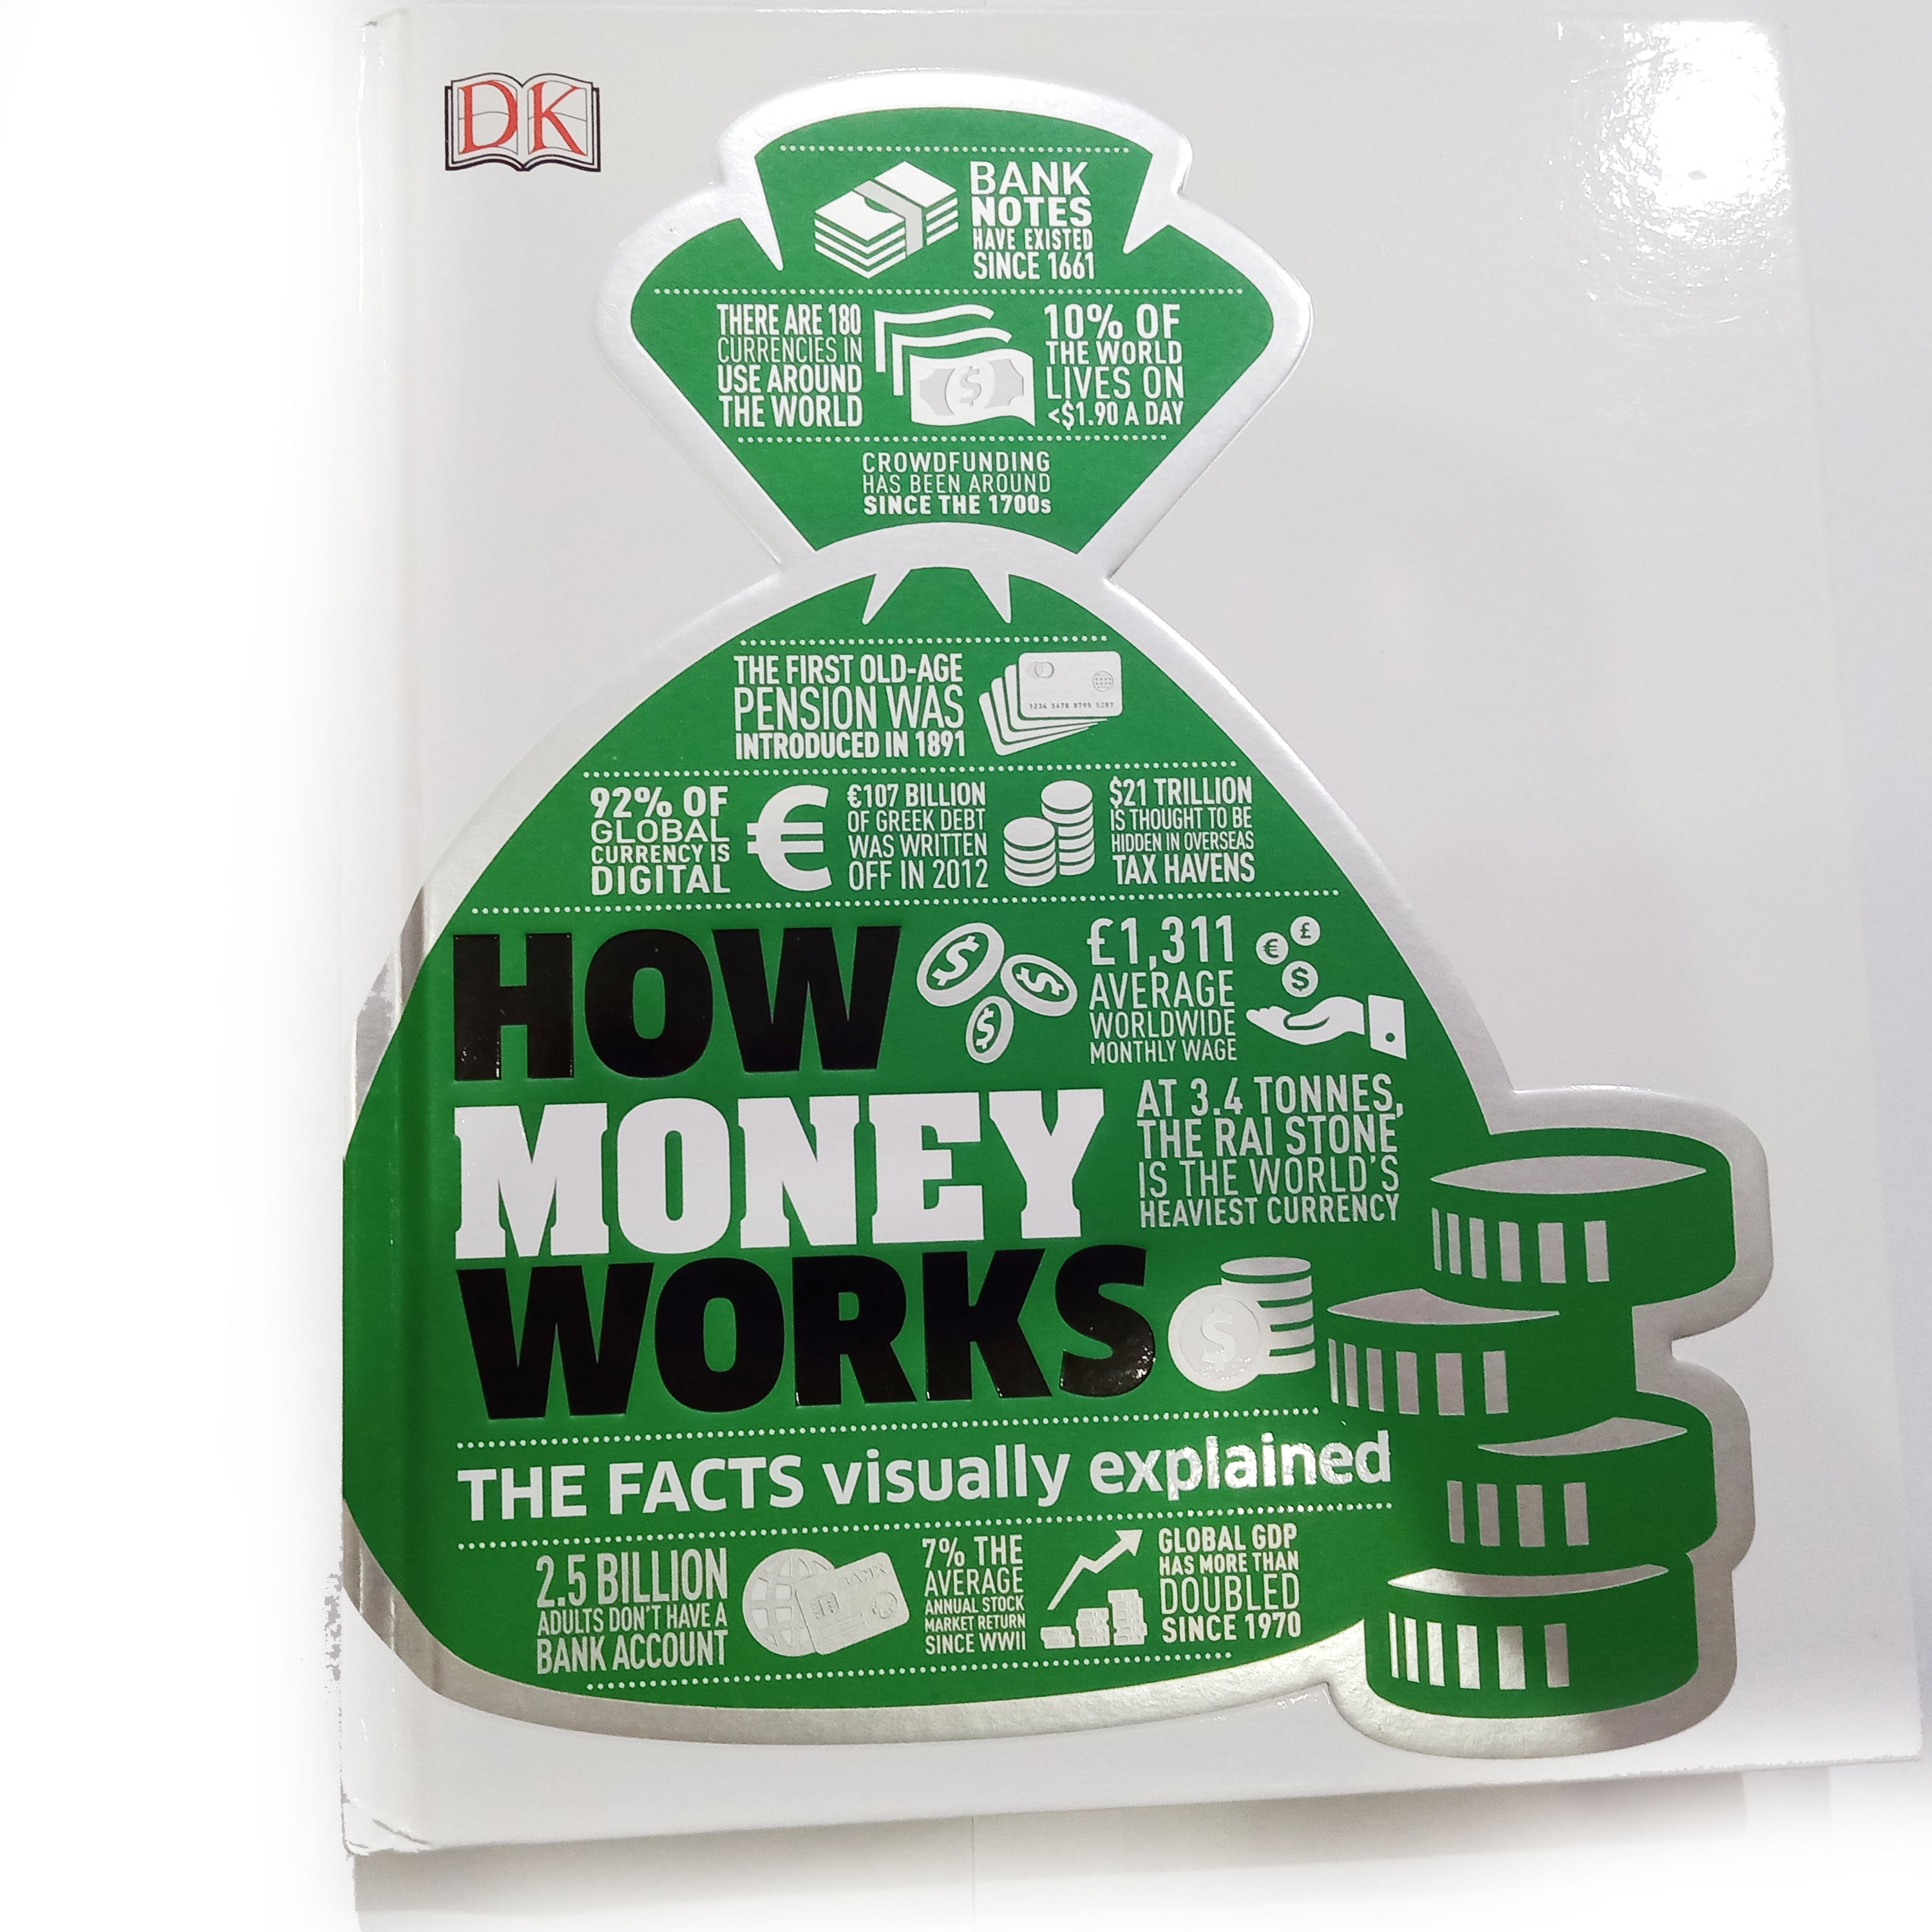 DK
BANK
NOTES
HAVE EXISTED
SINCE 1661
THERE ARE 180
CURRENCIES IN
USE AROUND
THE WORLD
$
10% OF
THE WORLD
LIVES ON
<$1.90 A DAY
CROWDFUNDING
HAS BEEN AROUND
SINCE THE 1700s
THE FIRST OLD-AGE
PENSION WAS
INTRODUCED IN 1891
1234 5678 9795 5287
92% OF
GLOBAL
CURRENCY IS
DIGITAL
€
€107 BILLION
OF GREEK DEBT
WAS WRITTEN
OFF IN 2012
$21 TRILLION
IS THOUGHT TO BE
HIDDEN IN OVERSEAS
TAX HAVENS
HOW
MONEY
WORKS
$ $
$
£1,311
AVERAGE
WORLDWIDE
MONTHLY WAGE
€ £
$
AT 3.4 TONNES,
THE RAI STONE
IS THE WORLD'S
HEAVIEST CURRENCY
$
THE FACTS visually explained
2.5 BILLION
ADULTS DON'T HAVE A
BANK ACCOUNT
BANK
7% THE
AVERAGE
ANNUAL STOCK
MARKET RETURN
SINCE WWII
GLOBAL GDP
HAS MORE THAN
DOUBLED
SINCE 1970